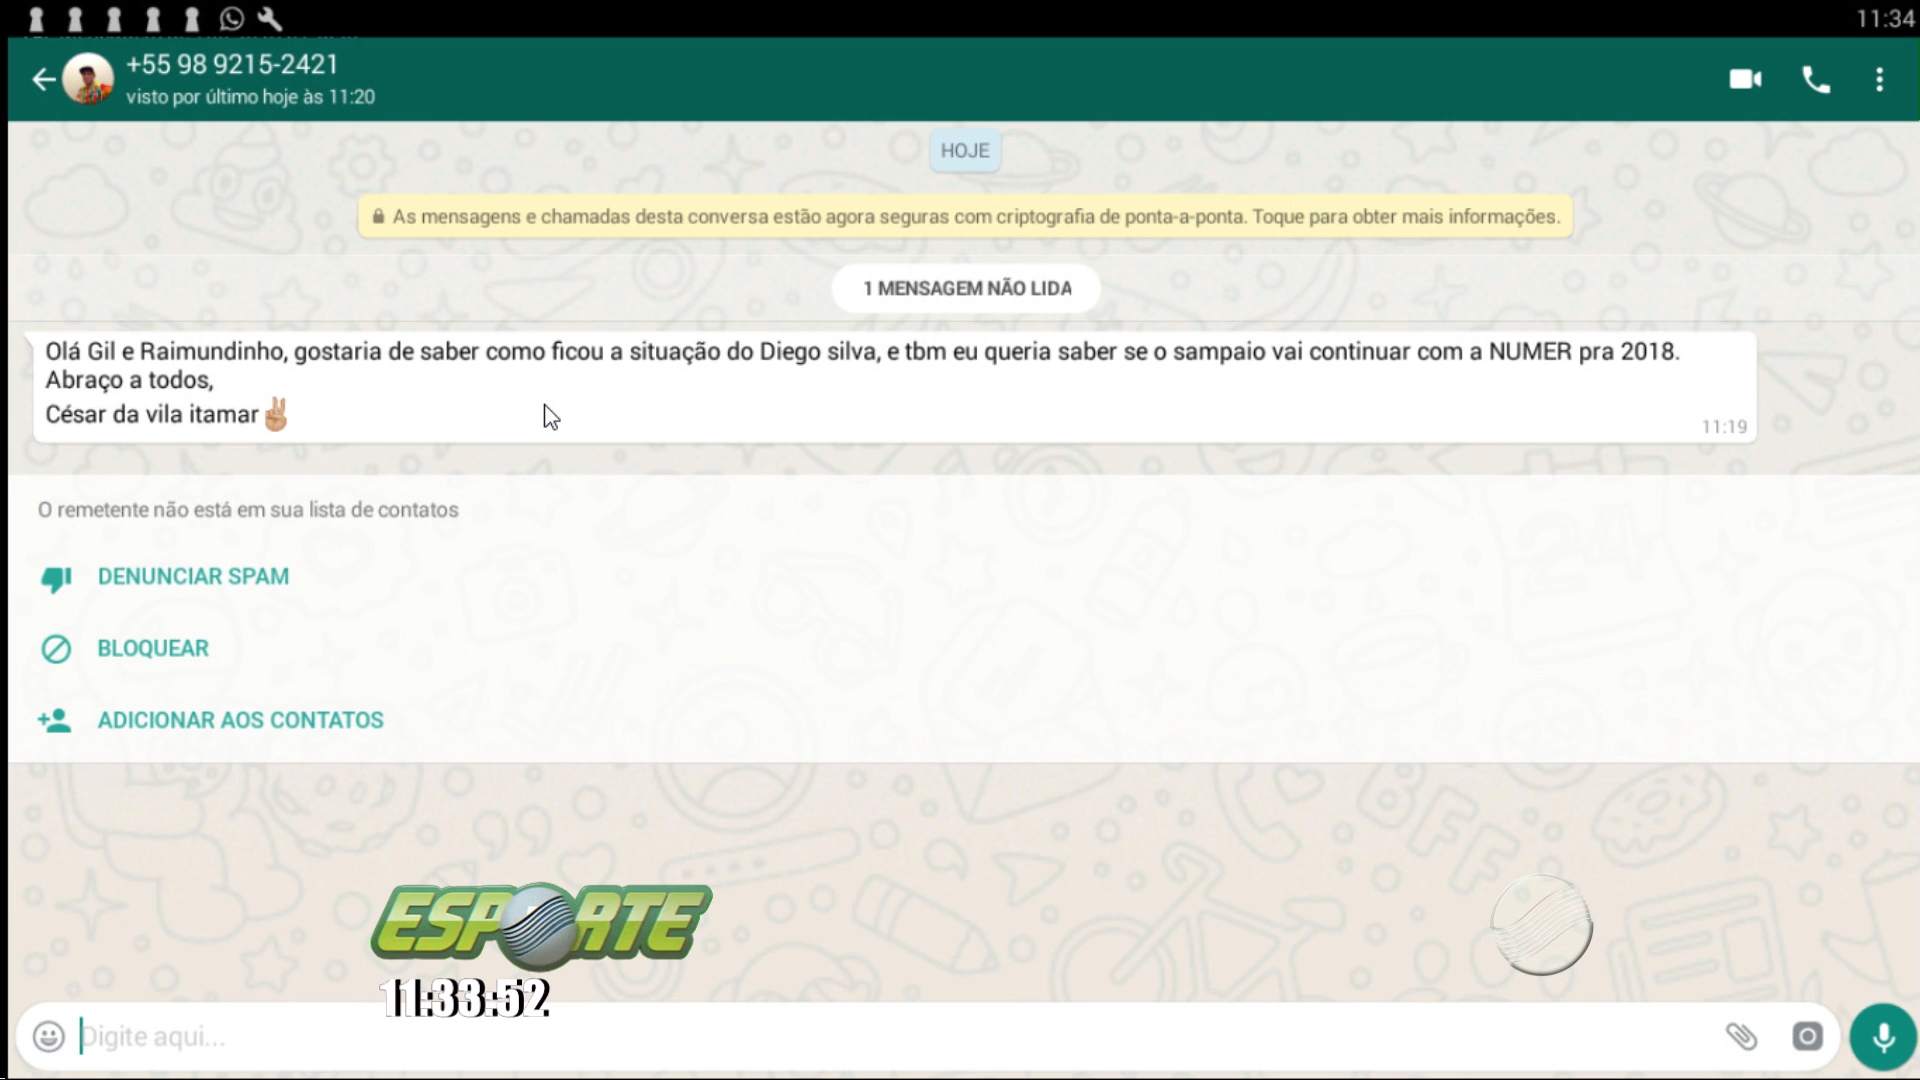 11:34
+55 98 9215-2421
visto por último hoje às 11:20
HOJE
As mensagens e chamadas desta conversa estão agora seguras com criptografia de ponta-a-ponta. Toque para obter mais informações.
1 MENSAGEM NÃO LIDA
Olá Gil e Raimundinho, gostaria de saber como ficou a situação do Diego silva, e tbm eu queria saber se o sampaio vai continuar com a NUMER pra 2018.
Abraço a todos,
César da vila itamar✌🏼
11:19
O remetente não está em sua lista de contatos
DENUNCIAR SPAM
BLOQUEAR
ADICIONAR AOS CONTATOS
ESPORTE
11:33:52
Digite aqui...